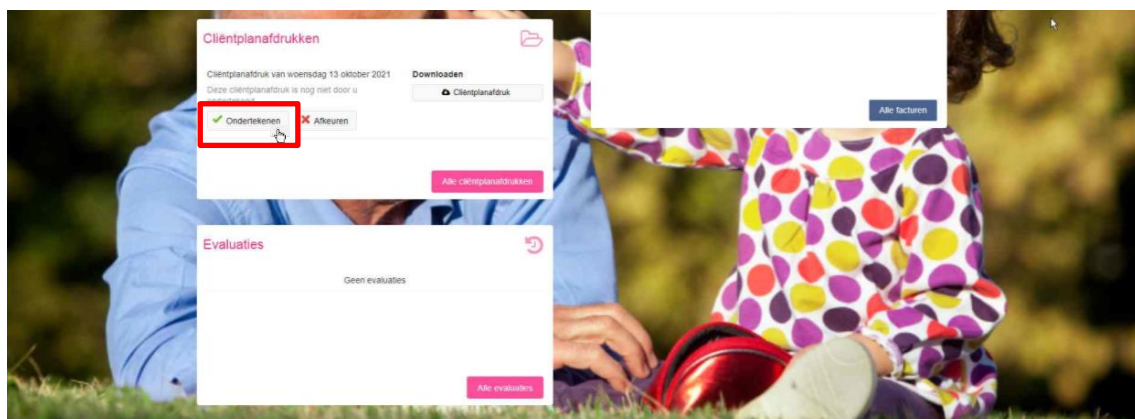 Cliëntplanafdrukken
Cliëntplanafdruk van woensdag 13 oktober 2021
Downloaden
Deze cliëntplanafdruk is nog niet door u
ondertekend
Cliëntplanafdruk
Ondertekenen
Afkeuren
Alle cliëntplanafdrukken
Alle facturen
Evaluaties
Geen evaluaties
Alle evaluaties